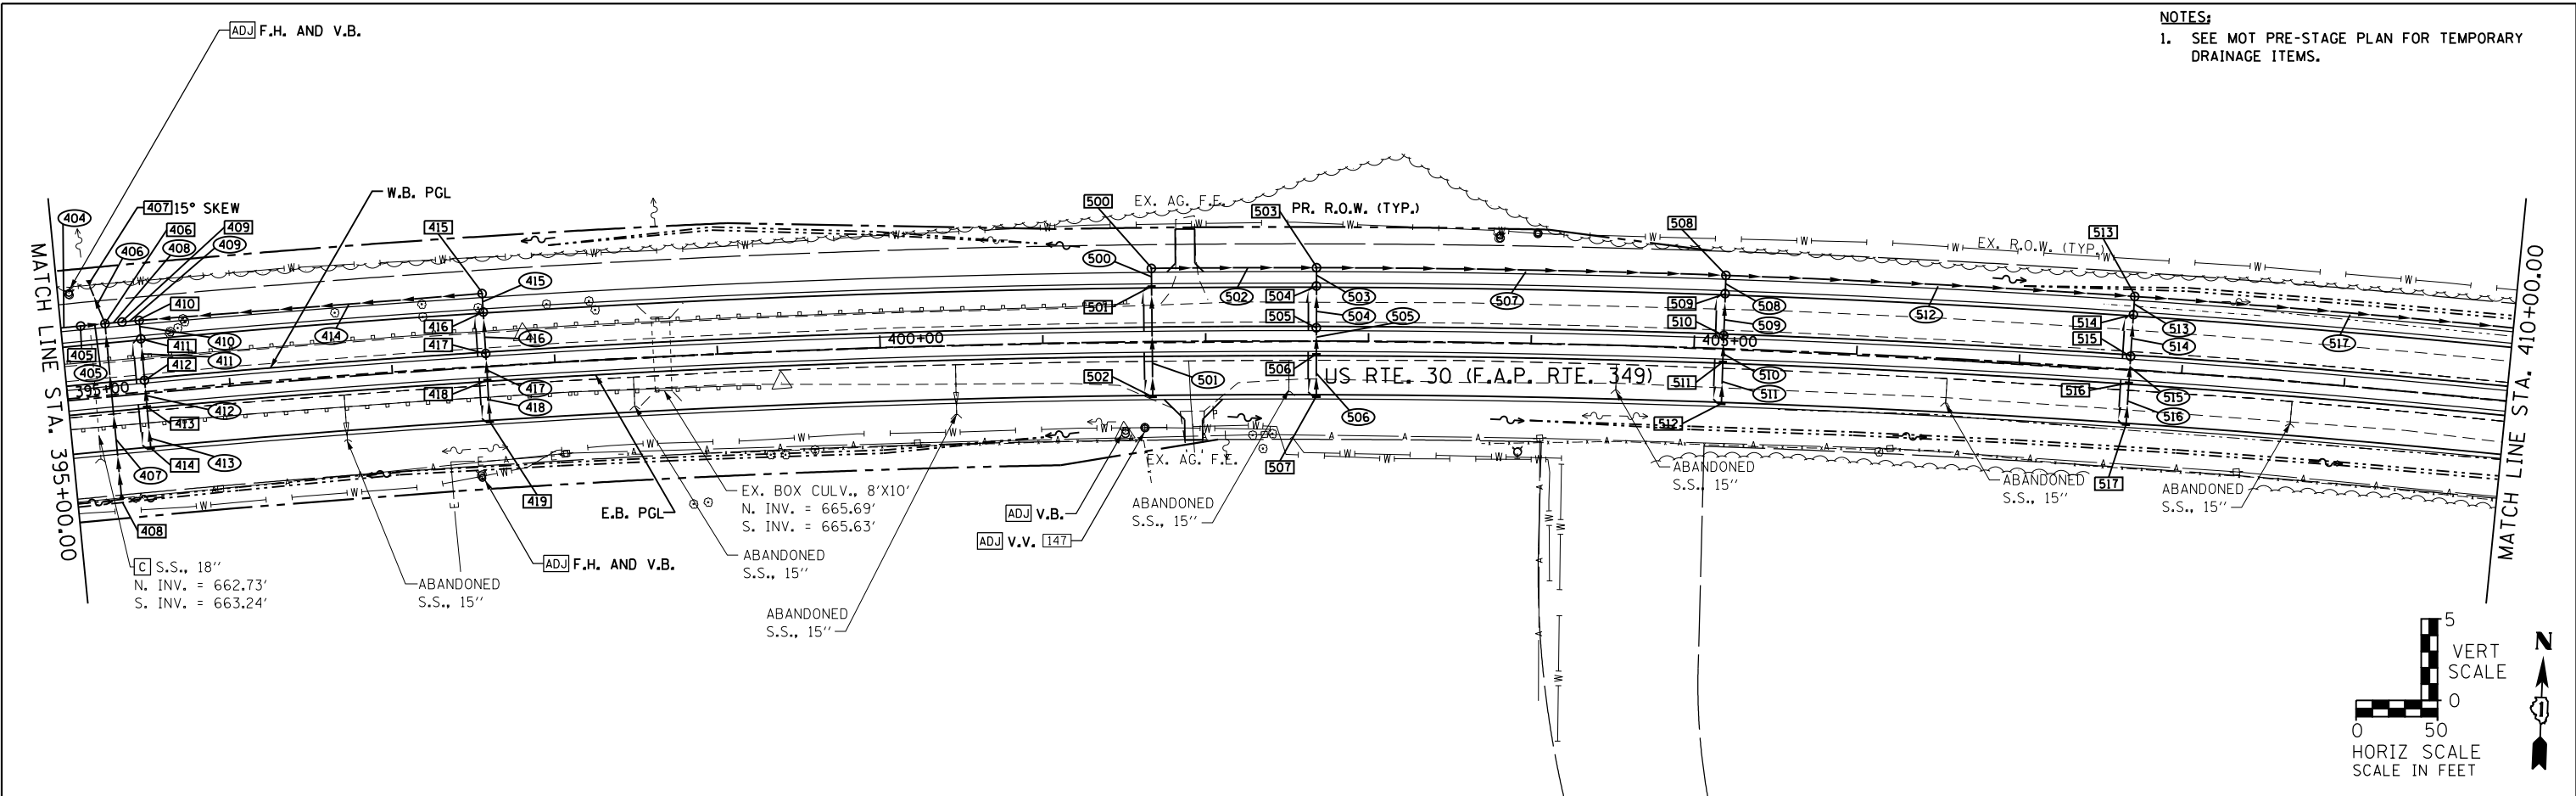 NOTES:
1. SEE MOT PRE-STAGE PLAN FOR TEMPORARY
DRAINAGE ITEMS.
ADJ F.H. AND V.B.
W.B. PGL
407 15° SKEW
404
406
409
406
408
409
415
410
415
414
416
411
410
411
417
416
405
405
412
395+00
418
417
418
412
413
413
414
407
408
419
MATCH LINE STA. 395+00.00
C S.S., 18"
N. INV. = 662.73'
S. INV. = 663.24'
ABANDONED
S.S., 15"
ADJ F.H. AND V.B.
E.B. PGL
EX. BOX CULV., 8'X10'
N. INV. = 665.69'
S. INV. = 665.63'
ABANDONED
S.S., 15"
ABANDONED
S.S., 15"
400+00
500
EX. AG. F.E.
503
PR. R.O.W. (TYP.)
500
501
502
504
503
507
505
504
505
502
501
506
506
US RTE. 30 (F.A.P. RTE. 349)
EX. AG. F.E.
507
ADJ V.B.
ADJ V.V. 147
ABANDONED
S.S., 15"
508
509
508
510
509
405+00
511
510
511
512
512
ABANDONED
S.S., 15"
EX. R.O.W. (TYP.)
513
514
513
515
514
517
516
515
516
517
ABANDONED
S.S., 15"
ABANDONED
S.S., 15"
MATCH LINE STA. 410+00.00
5
VERT
SCALE
0
0 50
HORIZ SCALE
SCALE IN FEET
N
1